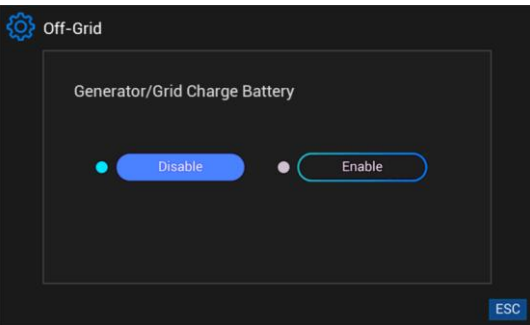 Off-Grid
Generator/Grid Charge Battery
Disable Enable
ESC